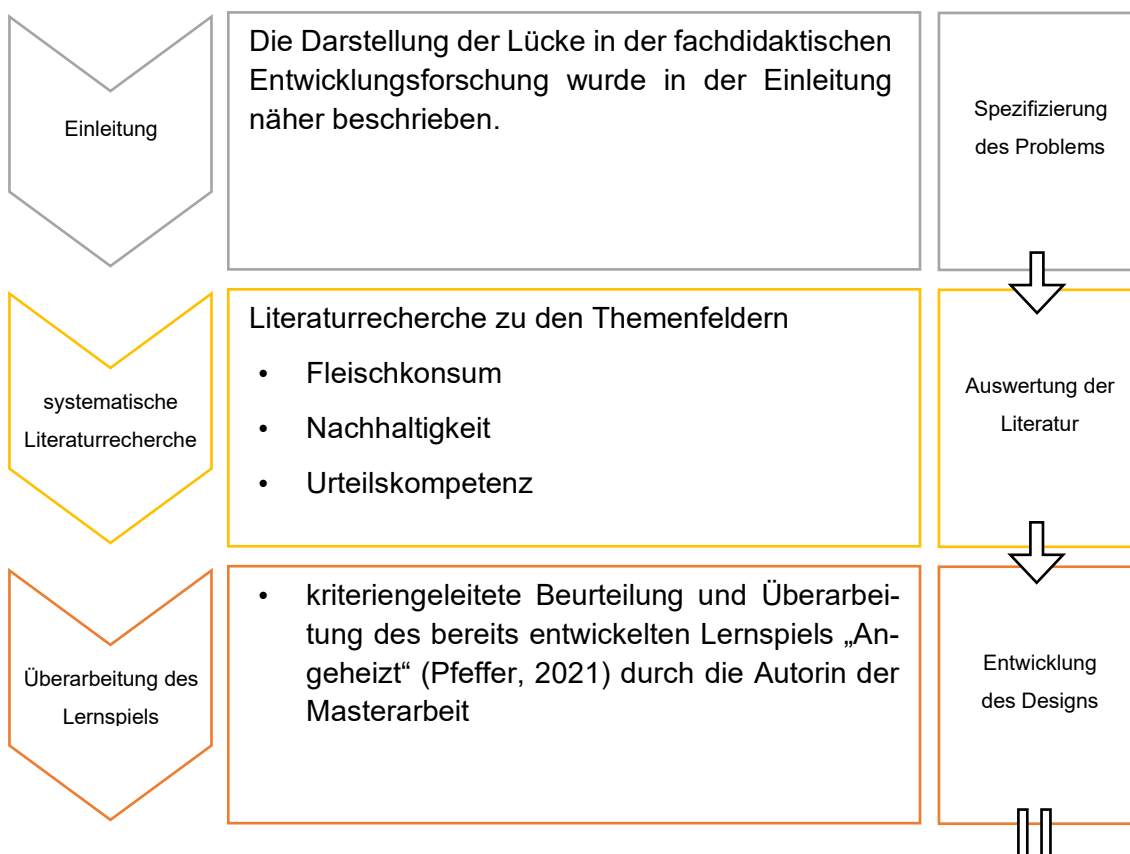 Einleitung
Die Darstellung der Lücke in der fachdidaktischen
Entwicklungsforschung wurde in der Einleitung
näher beschrieben.
Spezifizierung
des Problems
systematische
Literaturrecherche
Literaturrecherche zu den Themenfeldern
• Fleischkonsum
• Nachhaltigkeit
• Urteilskompetenz
Auswertung der
Literatur
Überarbeitung des
Lernspiels
• kriteriengeleitete Beurteilung und Überarbei-
tung des bereits entwickelten Lernspiels „An-
geheizt“ (Pfeffer, 2021) durch die Autorin der
Masterarbeit
Entwicklung
des Designs